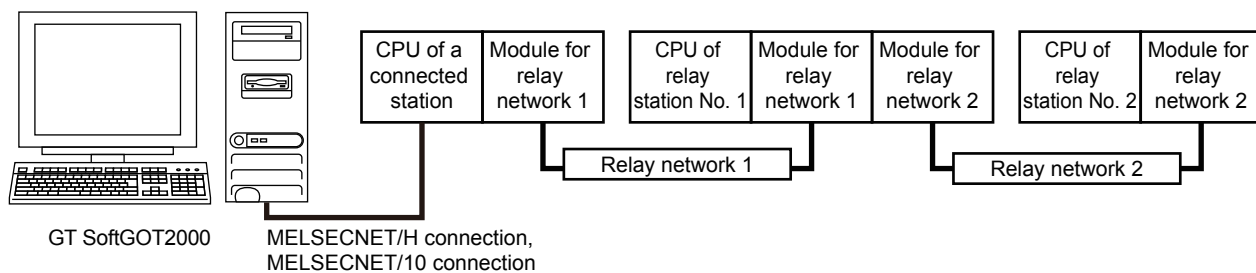 CPU of a
connected
station
Module for
relay
network 1
CPU of
relay
station No. 1
Module for
relay
network 1
Module for
relay
network 2
CPU of
relay
station No. 2
Module for
relay
network 2
Relay network 1
Relay network 2
GT SoftGOT2000
MELSECNET/H connection,
MELSECNET/10 connection